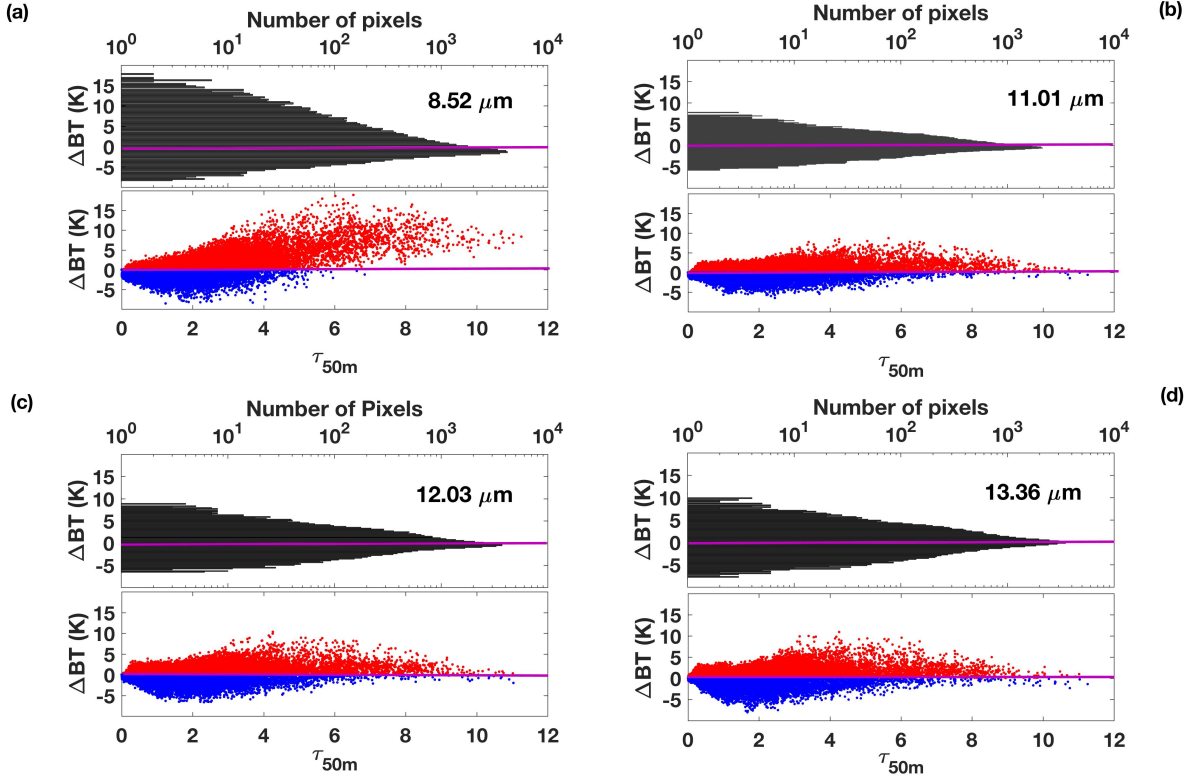 (a)
Number of pixels
10^0 10^1 10^2 10^3 10^4
ΔBT (K)
15
10
5
0
-5
8.52 μm
ΔBT (K)
15
10
5
0
-5
0 2 4 6 8 10 12
τ_50m
(b)
Number of pixels
10^0 10^1 10^2 10^3 10^4
ΔBT (K)
15
10
5
0
-5
11.01 μm
ΔBT (K)
15
10
5
0
-5
0 2 4 6 8 10 12
τ_50m
(c)
Number of Pixels
10^0 10^1 10^2 10^3 10^4
ΔBT (K)
15
10
5
0
-5
12.03 μm
ΔBT (K)
15
10
5
0
-5
0 2 4 6 8 10 12
τ_50m
(d)
Number of pixels
10^0 10^1 10^2 10^3 10^4
ΔBT (K)
15
10
5
0
-5
13.36 μm
ΔBT (K)
15
10
5
0
-5
0 2 4 6 8 10 12
τ_50m